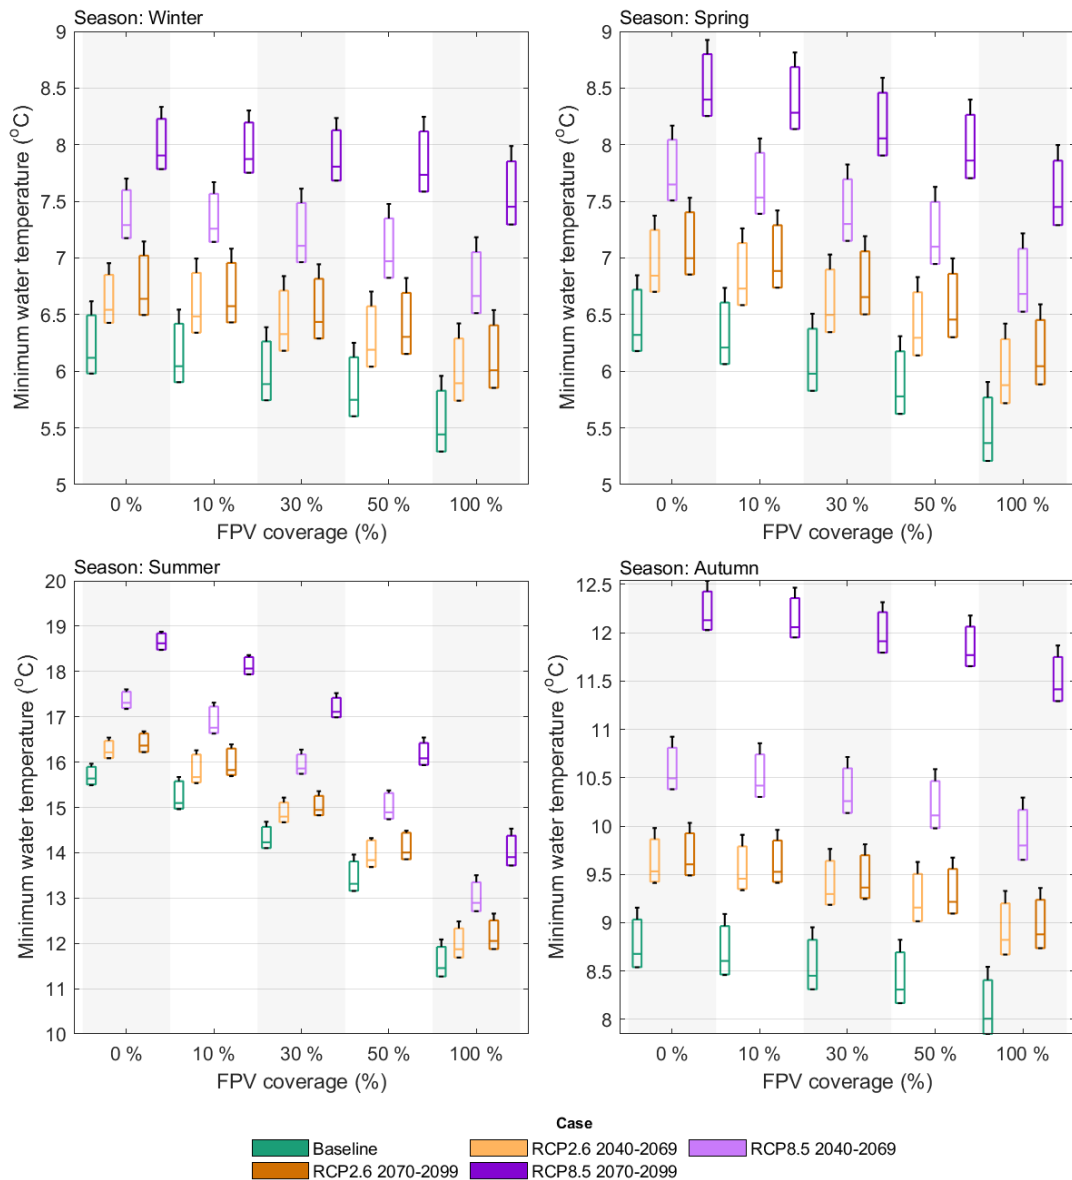 Season: Winter
9
8.5
8
7.5
7
6.5
6
5.5
5
Minimum water temperature (°C)
0 % 10 % 30 % 50 % 100 %
FPV coverage (%)
Season: Spring
9
8.5
8
7.5
7
6.5
6
5.5
5
Minimum water temperature (°C)
0 % 10 % 30 % 50 % 100 %
FPV coverage (%)
Season: Summer
20
19
18
17
16
15
14
13
12
11
10
Minimum water temperature (°C)
0 % 10 % 30 % 50 % 100 %
FPV coverage (%)
Season: Autumn
12.5
12
11.5
11
10.5
10
9.5
9
8.5
8
Minimum water temperature (°C)
0 % 10 % 30 % 50 % 100 %
FPV coverage (%)
Case
Baseline RCP2.6 2040-2069 RCP8.5 2040-2069
RCP2.6 2070-2099 RCP8.5 2070-2099